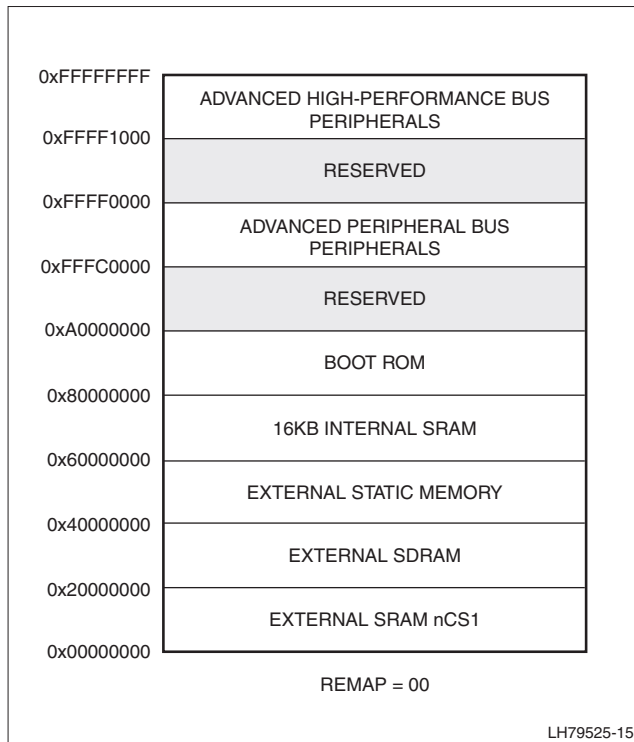 0xFFFFFFFF
ADVANCED HIGH-PERFORMANCE BUS
PERIPHERALS
0xFFFF1000
RESERVED
0xFFFF0000
ADVANCED PERIPHERAL BUS
PERIPHERALS
0xFFFC0000
RESERVED
0xA0000000
BOOT ROM
0x80000000
16KB INTERNAL SRAM
0x60000000
EXTERNAL STATIC MEMORY
0x40000000
EXTERNAL SDRAM
0x20000000
EXTERNAL SRAM nCS1
0x00000000
REMAP = 00
LH79525-15